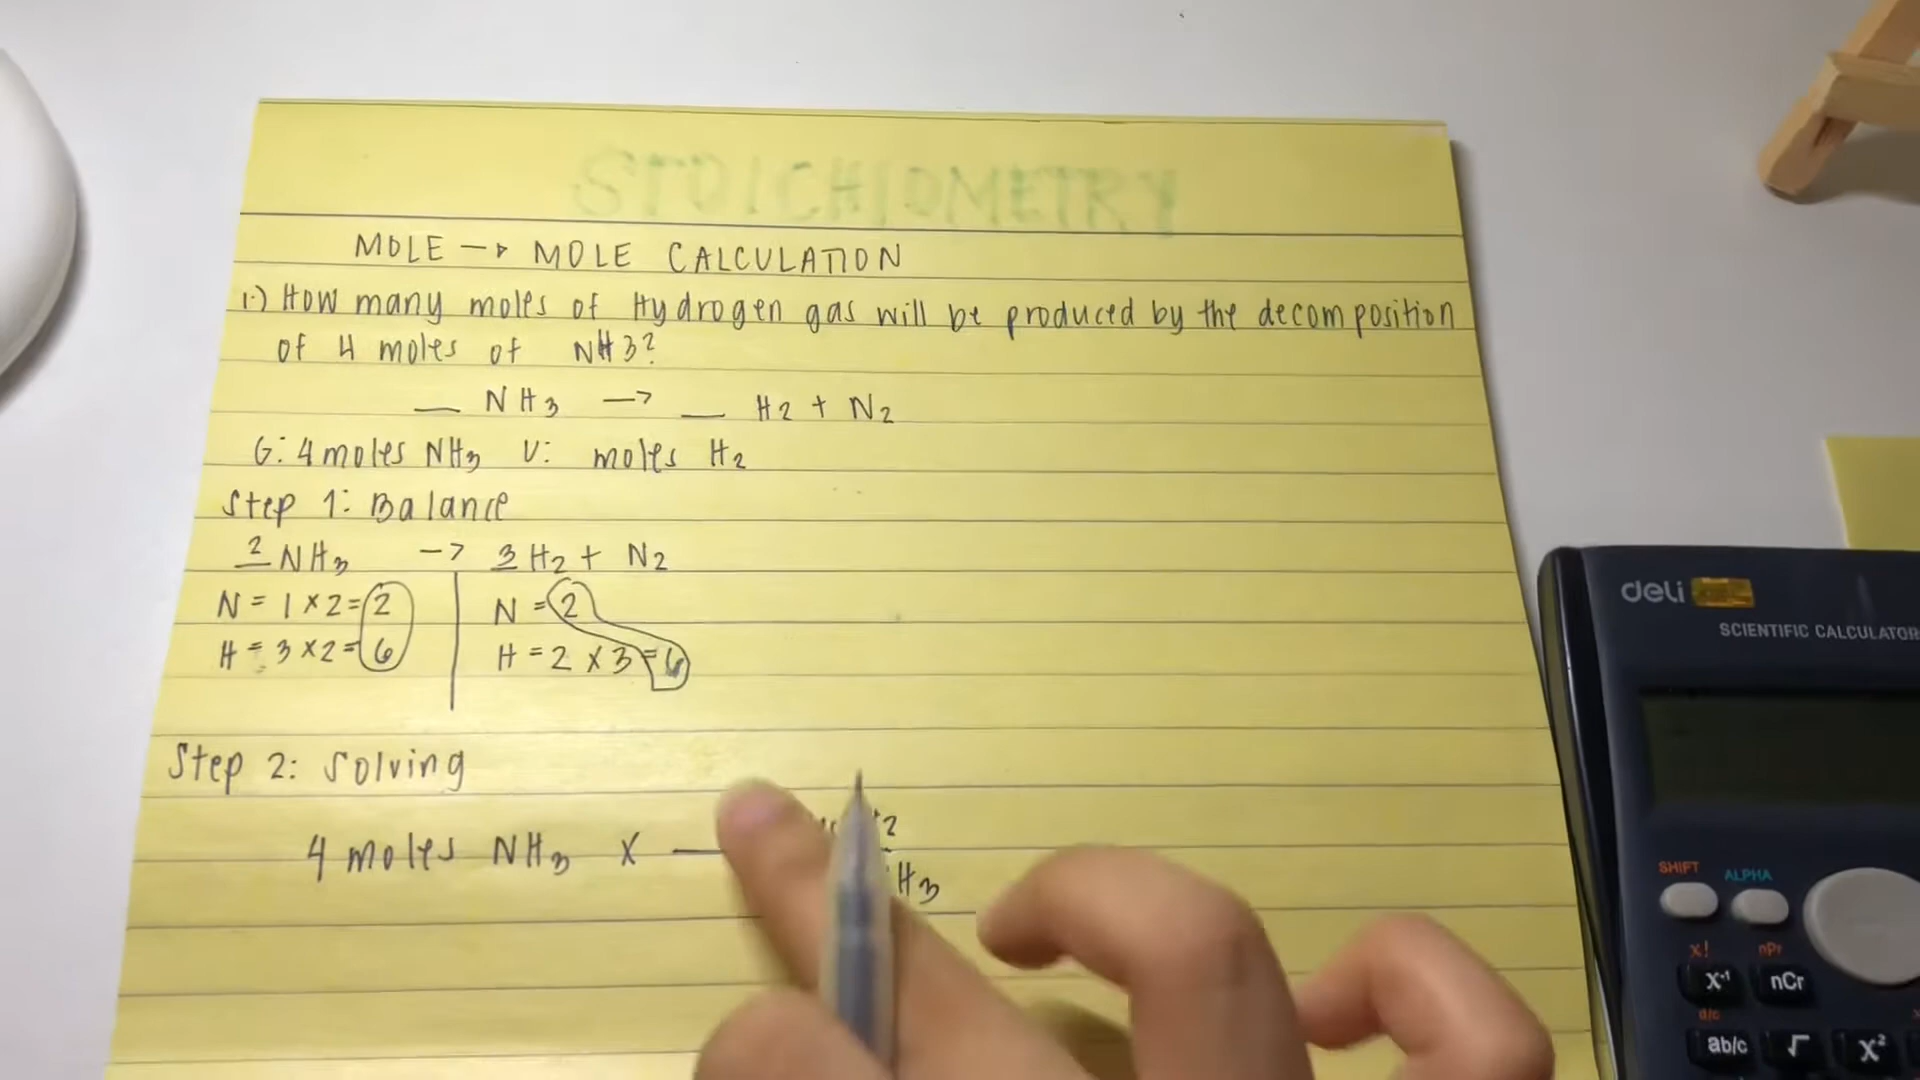 STOICHIOMETRY
MOLE → MOLE CALCULATION
1.) How many moles of Hydrogen gas will be produced by the decomposition
of 4 moles of NH3?
__ NH3 → __ H2 + N2
G: 4 moles NH3 U: moles H2
Step 1: Balance
2 NH3 → 3 H2 + N2
N = 1 x 2 = 2 N = 2
H = 3 x 2 = 6 H = 2 x 3 = 6
Step 2: Solving
4 moles NH3 x
H3
deli
SCIENTIFIC CALCULATOR
SHIFT ALPHA
x! nPr
X⁻¹ nCr
d/c
ab/c √ X²